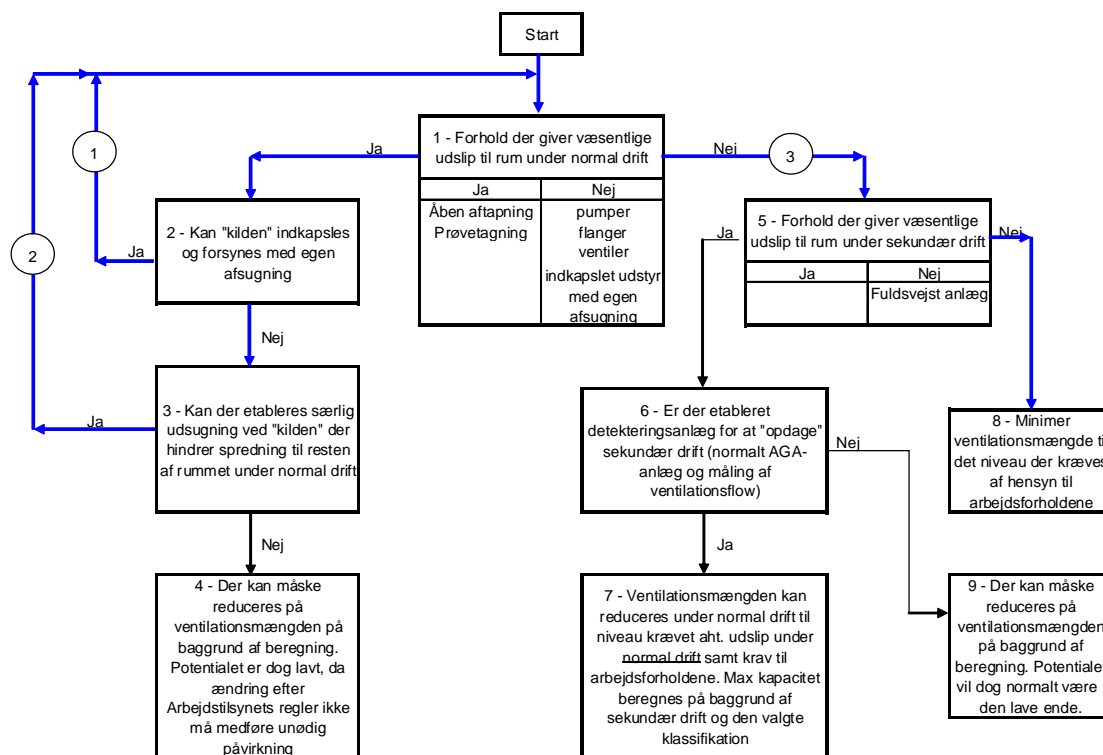 Start
1 - Forhold der giver væsentlige
udslip til rum under normal drift
Ja
Nej
Åben aftapning
Prøvetagning
pumper
flanger
ventiler
indkapslet udstyr
med egen
afsugning
Ja
Nej
3
1
2
2 - Kan "kilden" indkapsles
og forsynes med egen
afsugning
Ja
Nej
3 - Kan der etableres særlig
udsugning ved "kilden" der
hindrer spredning til resten
af rummet under normal drift
Ja
Nej
4 - Der kan måske
reduceres på
ventilationsmængden på
baggrund af beregning.
Potentialet er dog lavt, da
ændring efter
Arbejdstilsynets regler ikke
må medføre unødig
påvirkning
5 - Forhold der giver væsentlige
udslip til rum under sekundær drift
Ja
Nej
Fuldsvejst anlæg
Ja
Nej
6 - Er der etableret
detekteringsanlæg for at "opdage"
sekundær drift (normalt AGA-
anlæg og måling af
ventilationsflow)
Nej
Ja
7 - Ventilationsmængden kan
reduceres under normal drift til
niveau krævet aht. udslip under
normal drift samt krav til
arbejdsforholdene. Max kapacitet
beregnes på baggrund af
sekundær drift og den valgte
klassifikation
8 - Minimer
ventilationsmængde ti
det niveau der kræves
af hensyn til
arbejdsforholdene
9 - Der kan måske
reduceres på
ventilationsmængden
på baggrund af
beregning. Potentiale
vil dog normalt være
den lave ende.